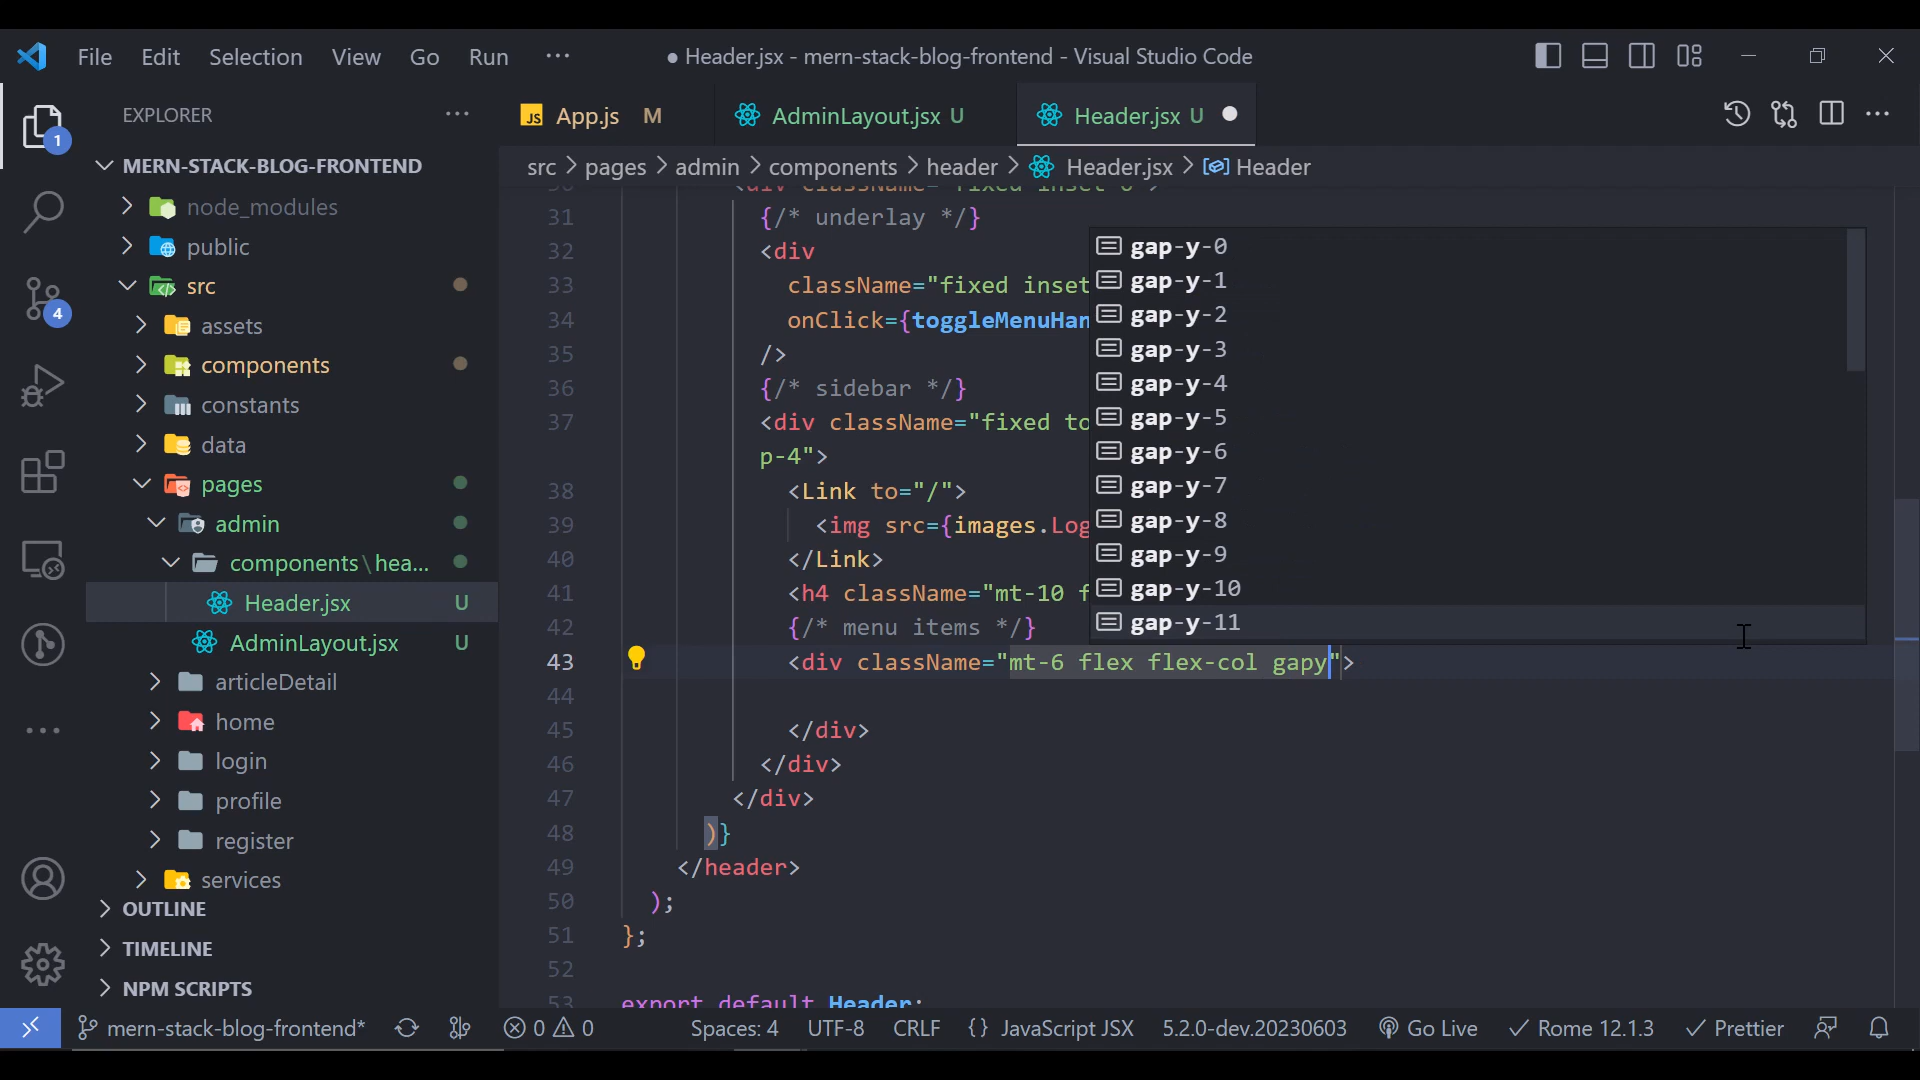 File Edit Selection View Go Run ···
● Header.jsx - mern-stack-blog-frontend - Visual Studio Code
EXPLORER
1
4
MERN-STACK-BLOG-FRONTEND
node_modules
public
src
assets
components
constants
data
pages
admin
components\hea...
Header.jsx U
AdminLayout.jsx U
articleDetail
home
login
profile
register
services
OUTLINE
TIMELINE
NPM SCRIPTS
JS App.js M
AdminLayout.jsx U
Header.jsx U
src > pages > admin > components > header > Header.jsx > Header
31 {/* underlay */}
32 <div
33 className="fixed inset
34 onClick={toggleMenuHan
35 />
36 {/* sidebar */}
37 <div className="fixed to
p-4">
38 <Link to="/">
39 <img src={images.Log
40 </Link>
41 <h4 className="mt-10 f
42 {/* menu items */}
43 <div className="mt-6 flex flex-col gapy">
44
45 </div>
46 </div>
47 </div>
48 )}
49 </header>
50 );
51 };
52
53 export default Header;
gap-y-0
gap-y-1
gap-y-2
gap-y-3
gap-y-4
gap-y-5
gap-y-6
gap-y-7
gap-y-8
gap-y-9
gap-y-10
gap-y-11
mern-stack-blog-frontend* 0 0 Spaces: 4 UTF-8 CRLF {} JavaScript JSX 5.2.0-dev.20230603 Go Live Rome 12.1.3 Prettier